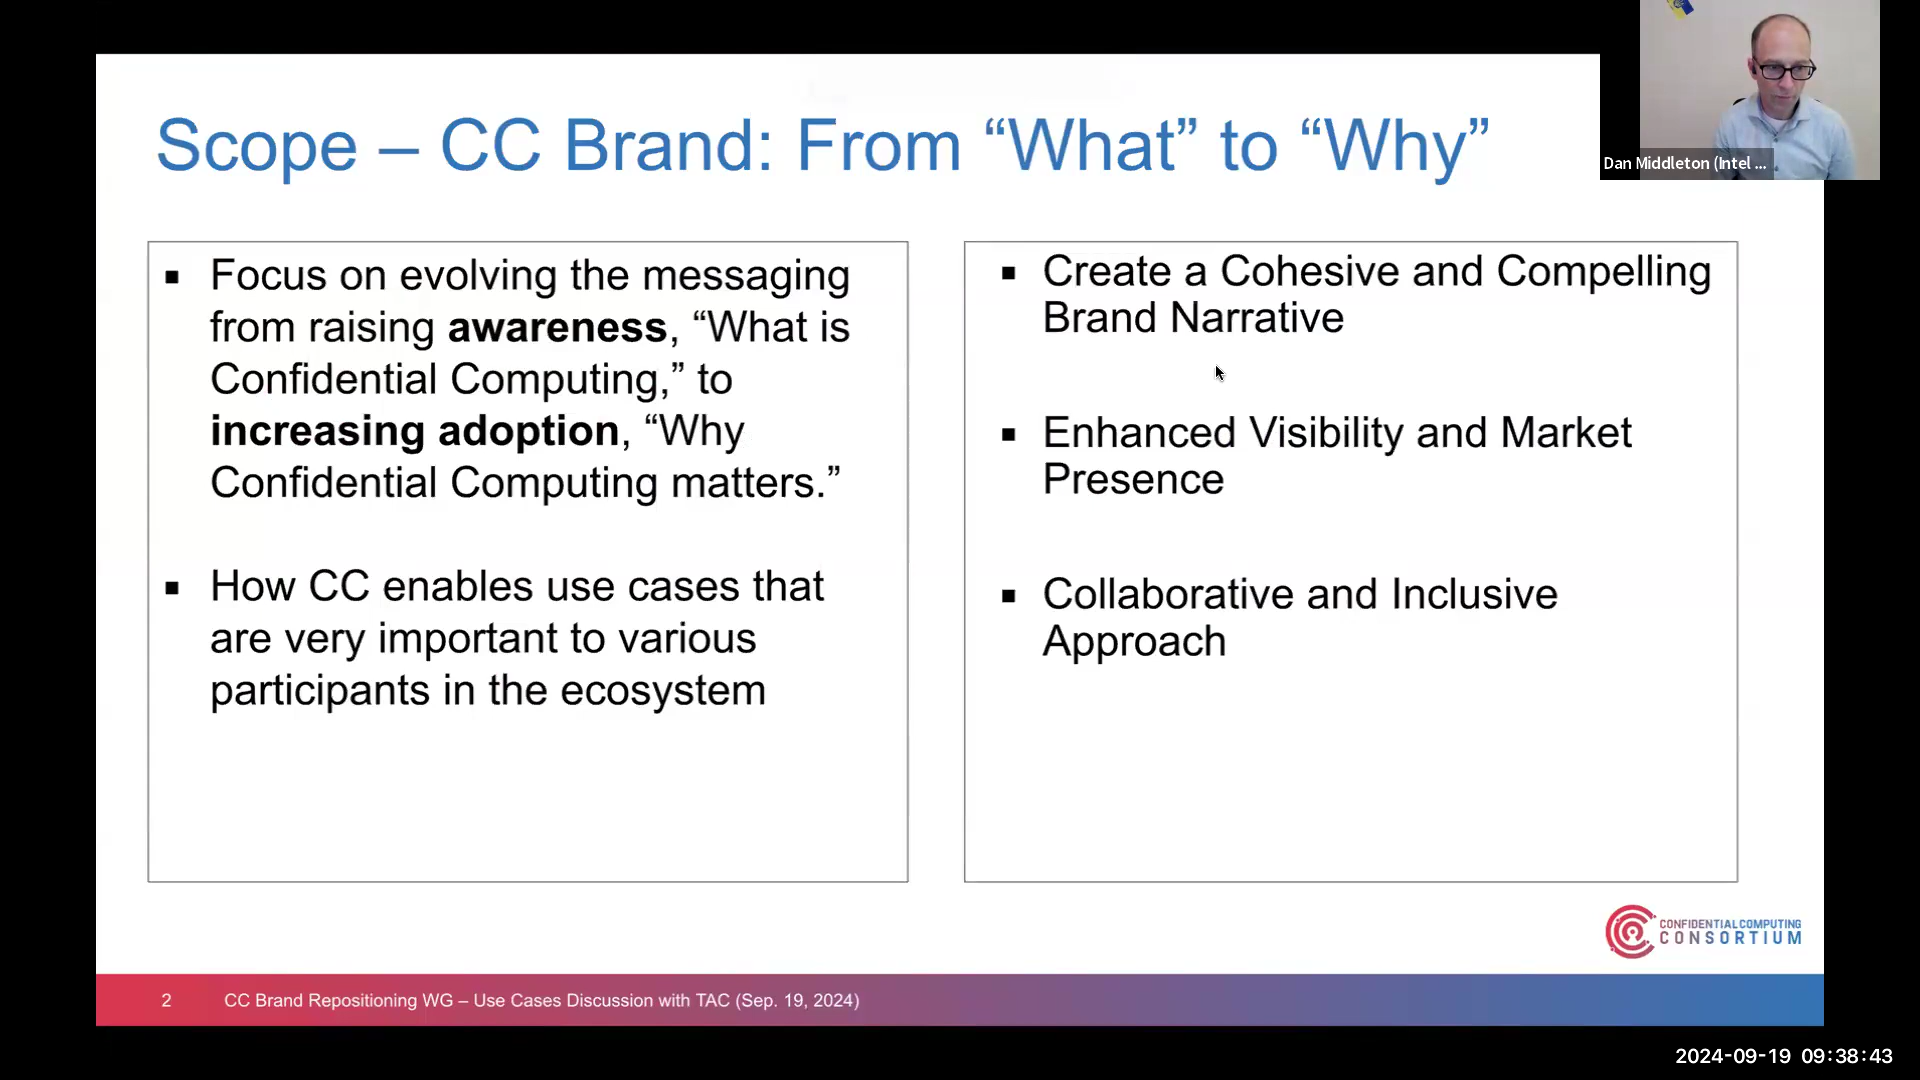 Scope – CC Brand: From “What” to “Why”
Dan Middleton (Intel ...
▪ Focus on evolving the messaging
from raising awareness, “What is
Confidential Computing,” to
increasing adoption, “Why
Confidential Computing matters.”
▪ How CC enables use cases that
are very important to various
participants in the ecosystem
▪ Create a Cohesive and Compelling
Brand Narrative
▪ Enhanced Visibility and Market
Presence
▪ Collaborative and Inclusive
Approach
CONFIDENTIAL COMPUTING
CONSORTIUM
2 CC Brand Repositioning WG – Use Cases Discussion with TAC (Sep. 19, 2024)
2024-09-19 09:38:43